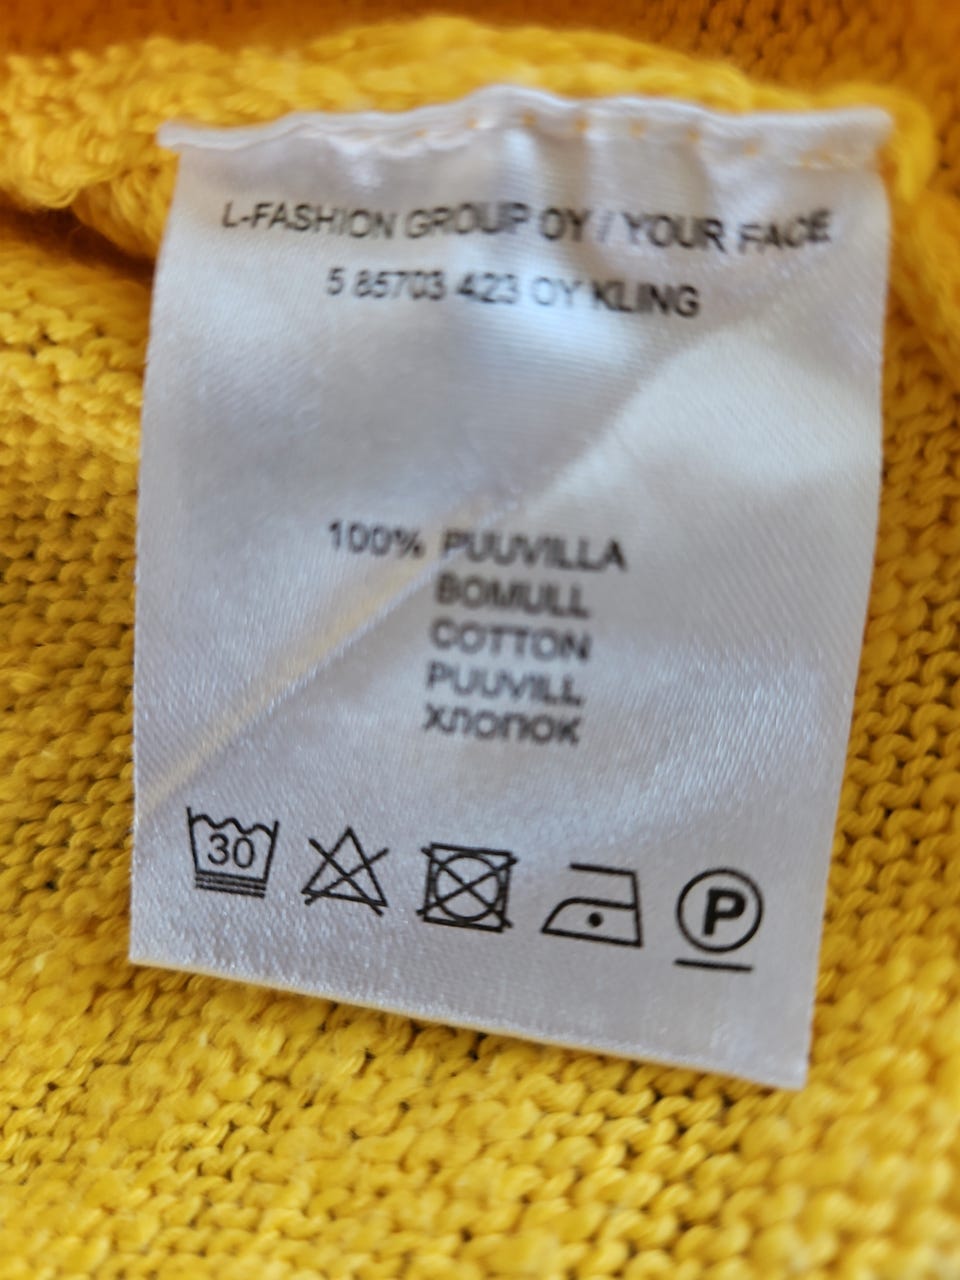 L-FASHION GROUP OY / YOUR FACE
5 85703 423 OY KLING
100% PUUVILLA
BOMULL
COTTON
PUUVILL
ХЛОПОК
30
P